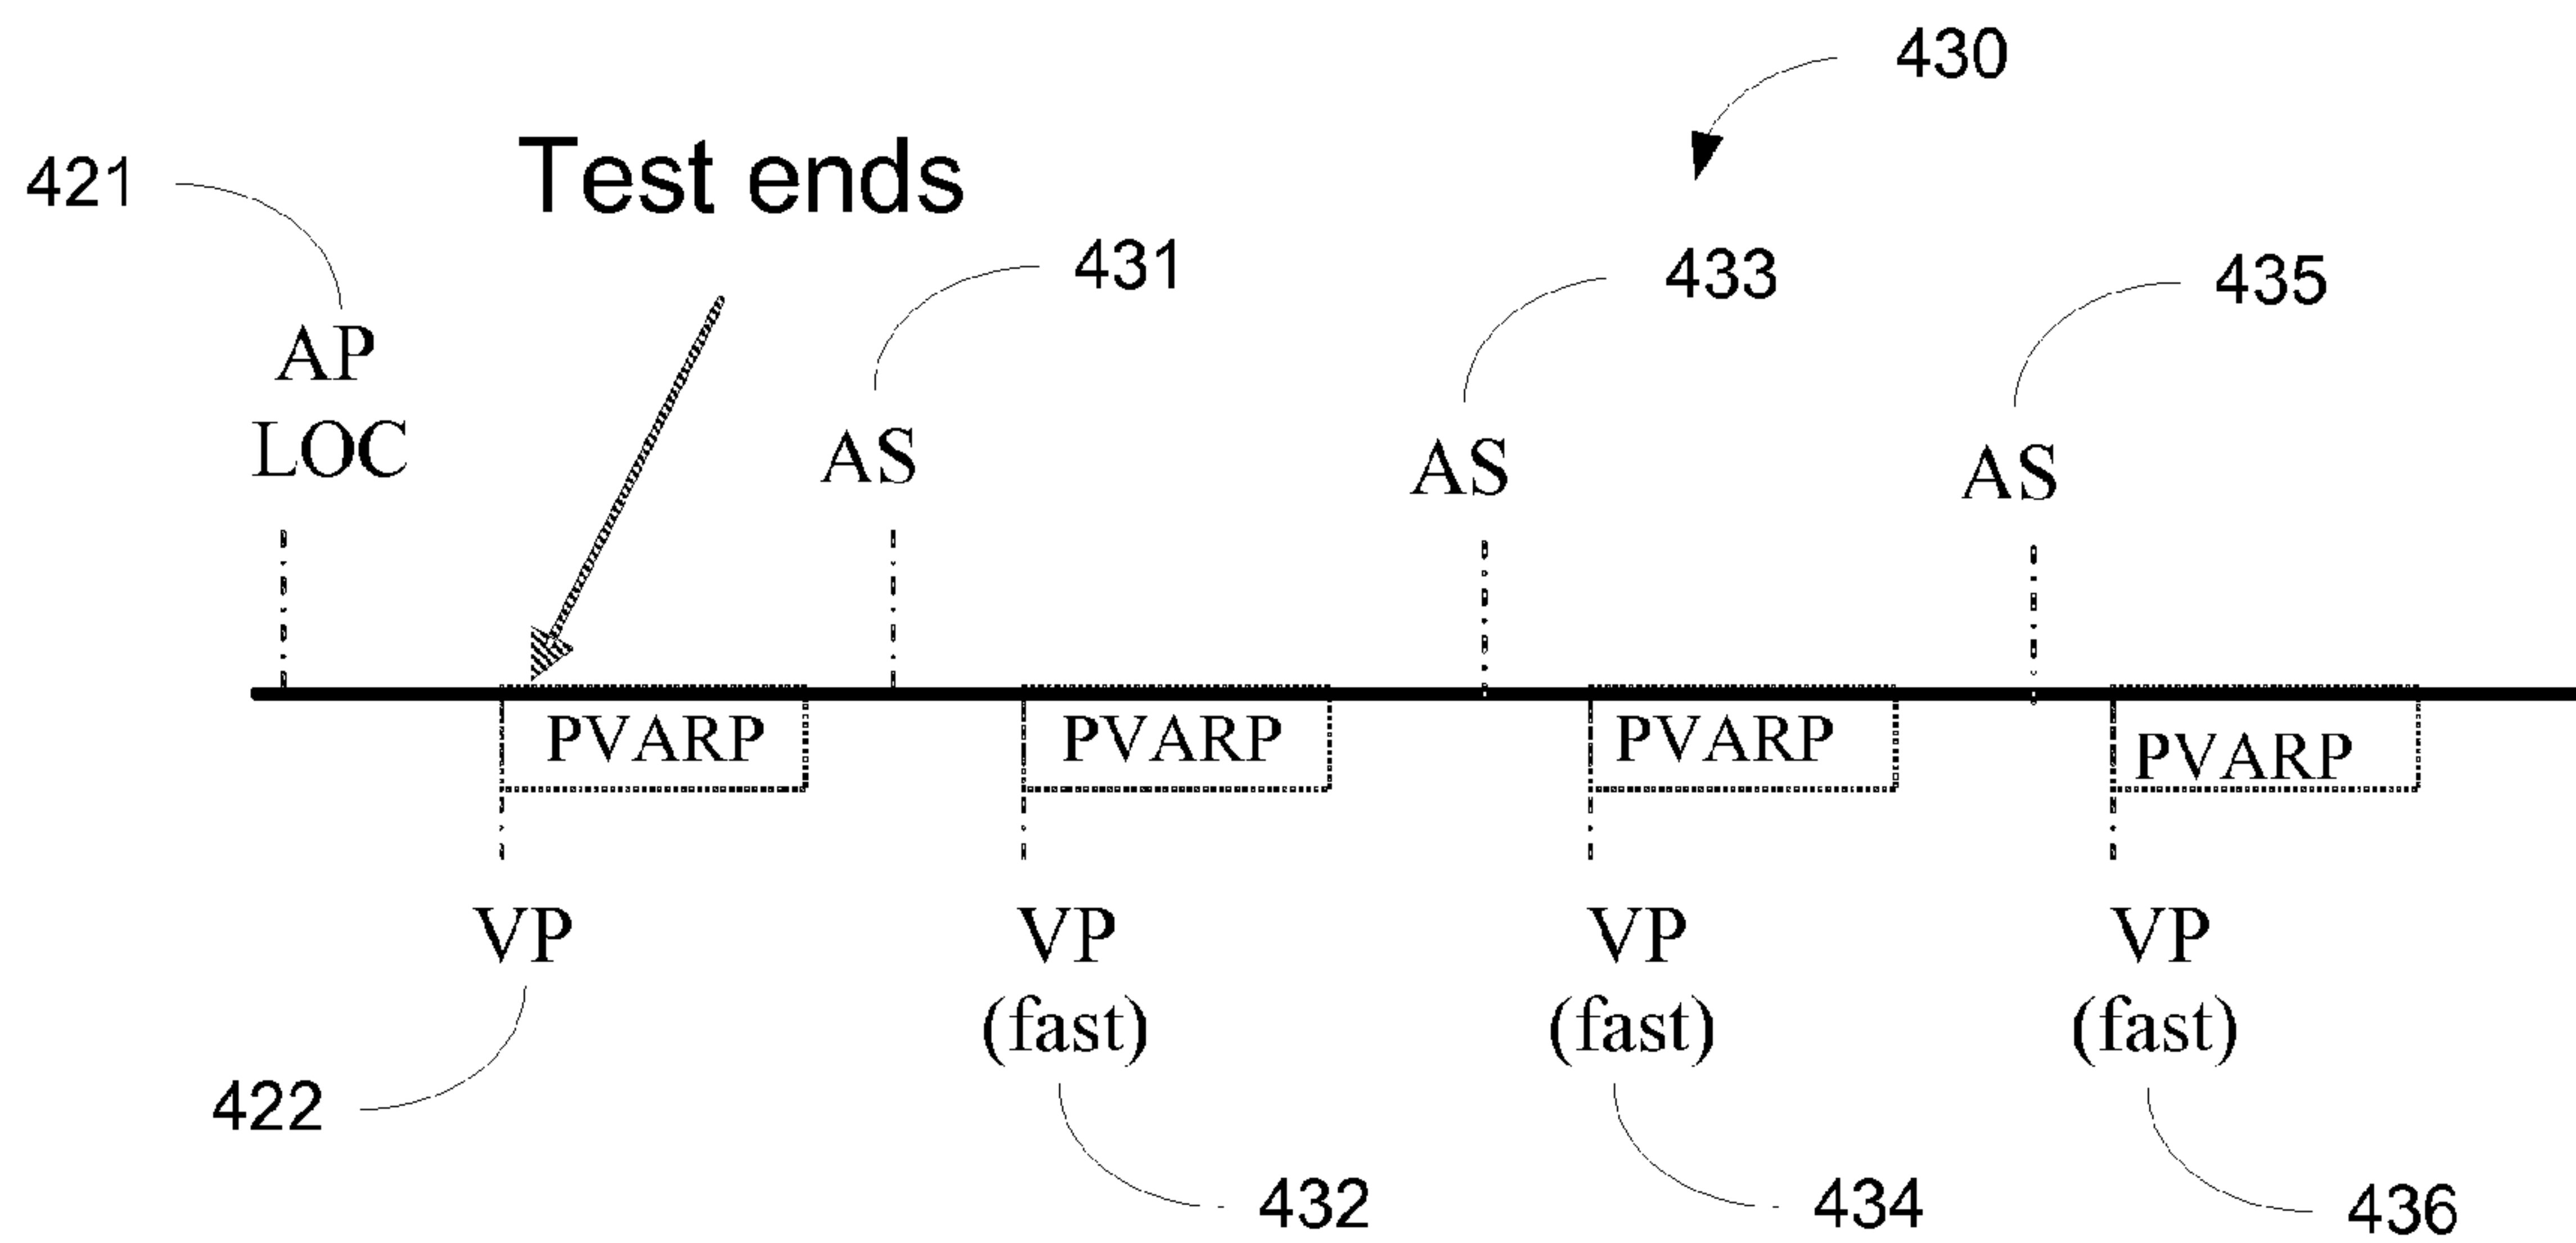 430
Test ends
421
431
433
435
AP
LOC
AS
AS
AS
PVARP
PVARP
PVARP
PVARP
VP
VP
(fast)
VP
(fast)
VP
(fast)
422
432
434
436